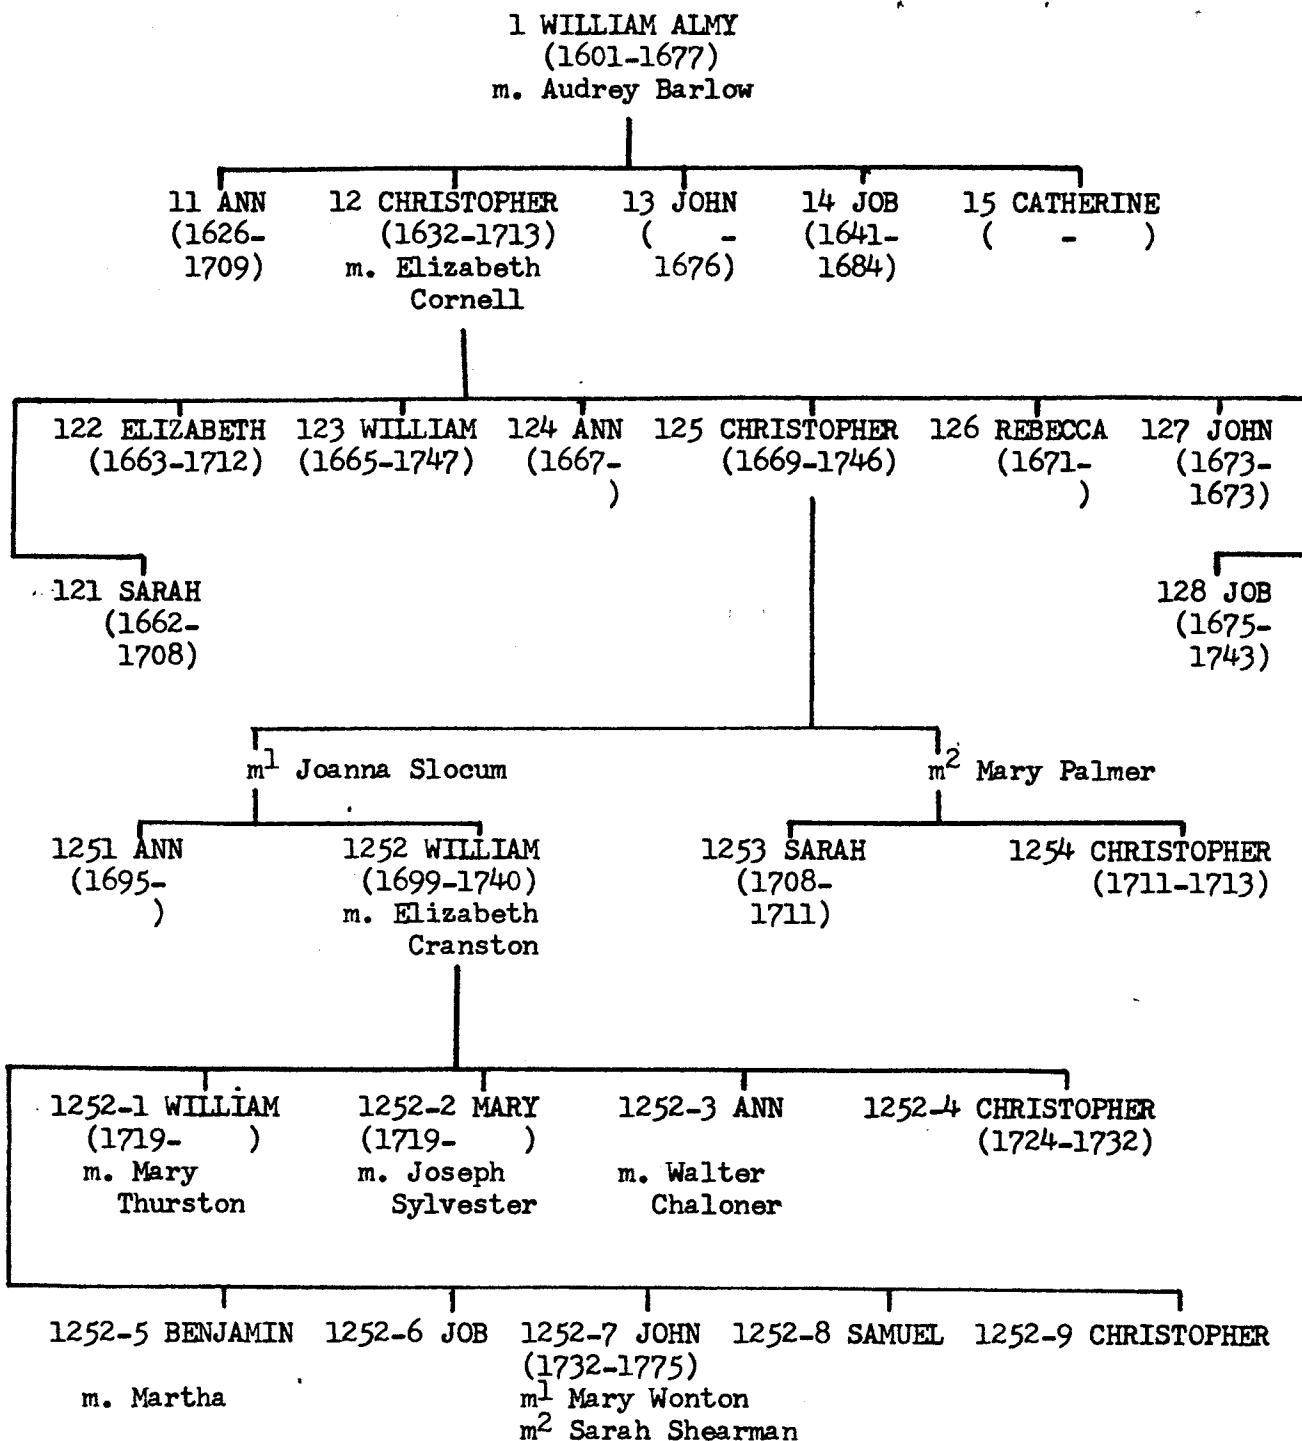 1 WILLIAM ALMY
(1601-1677)
m. Audrey Barlow
11 ANN
(1626-
1709)
12 CHRISTOPHER
(1632-1713)
m. Elizabeth
Cornell
13 JOHN
(    -
1676)
14 JOB
(1641-
1684)
15 CATHERINE
(    -    )
122 ELIZABETH
(1663-1712)
123 WILLIAM
(1665-1747)
124 ANN
(1667-
)
125 CHRISTOPHER
(1669-1746)
126 REBECCA
(1671-
)
127 JOHN
(1673-
1673)
121 SARAH
(1662-
1708)
128 JOB
(1675-
1743)
m1 Joanna Slocum
m2 Mary Palmer
1251 ANN
(1695-
)
1252 WILLIAM
(1699-1740)
m. Elizabeth
Cranston
1253 SARAH
(1708-
1711)
1254 CHRISTOPHER
(1711-1713)
1252-1 WILLIAM
(1719-    )
m. Mary
Thurston
1252-2 MARY
(1719-    )
m. Joseph
Sylvester
1252-3 ANN
m. Walter
Chaloner
1252-4 CHRISTOPHER
(1724-1732)
1252-5 BENJAMIN
m. Martha
1252-6 JOB
1252-7 JOHN
(1732-1775)
m1 Mary Wonton
m2 Sarah Shearman
1252-8 SAMUEL
1252-9 CHRISTOPHER